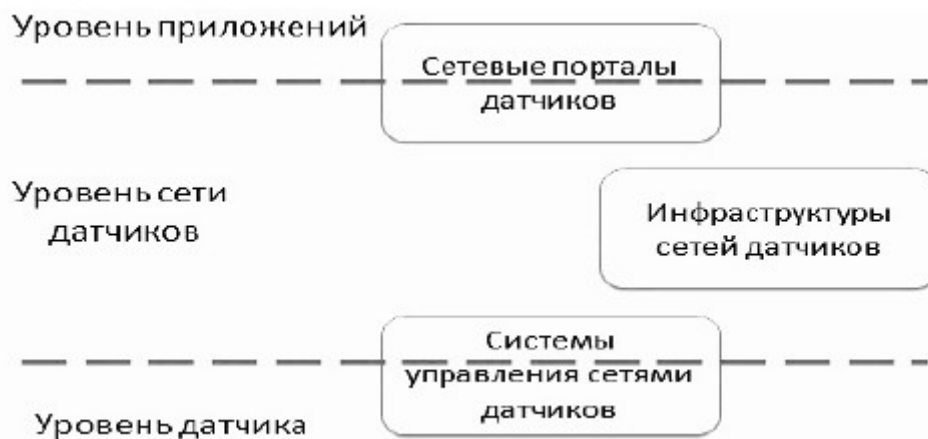 Уровень приложений
Сетевые порталы
датчиков
Уровень сети
датчиков
Инфраструктуры
сетей датчиков
Системы
управления сетями
датчиков
Уровень датчика